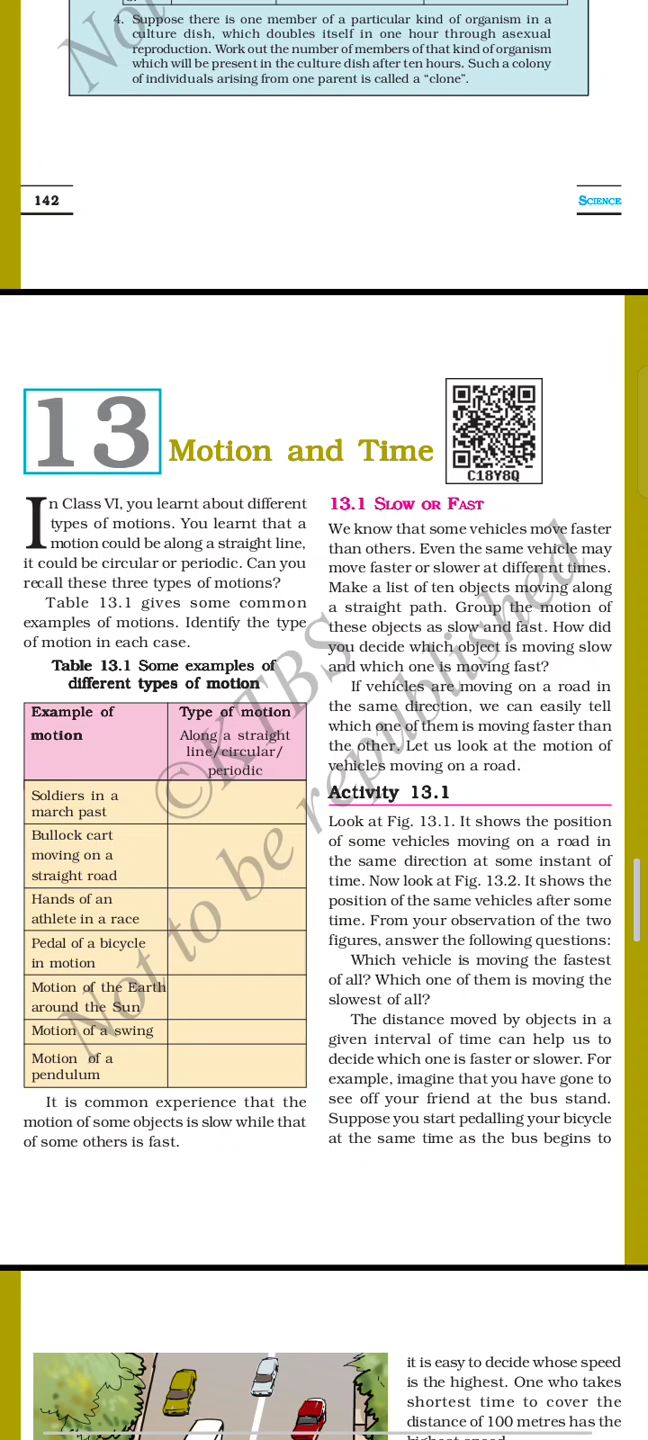 4. Suppose there is one member of a particular kind of organism in a
culture dish, which doubles itself in one hour through asexual
reproduction. Work out the number of members of that kind of organism
which will be present in the culture dish after ten hours. Such a colony
of individuals arising from one parent is called a “clone”.
142
SCIENCE
13
Motion and Time
C18Y8Q
In Class VI, you learnt about different
types of motions. You learnt that a
motion could be along a straight line,
it could be circular or periodic. Can you
recall these three types of motions?
Table 13.1 gives some common
examples of motions. Identify the type
of motion in each case.
Table 13.1 Some examples of
different types of motion
Example of
motion
Type of motion
Along a straight
line/circular/
periodic
Soldiers in a
march past
Bullock cart
moving on a
straight road
Hands of an
athlete in a race
Pedal of a bicycle
in motion
Motion of the Earth
around the Sun
Motion of a swing
Motion of a
pendulum
It is common experience that the
motion of some objects is slow while that
of some others is fast.
13.1 SLOW OR FAST
We know that some vehicles move faster
than others. Even the same vehicle may
move faster or slower at different times.
Make a list of ten objects moving along
a straight path. Group the motion of
these objects as slow and fast. How did
you decide which object is moving slow
and which one is moving fast?
If vehicles are moving on a road in
the same direction, we can easily tell
which one of them is moving faster than
the other. Let us look at the motion of
vehicles moving on a road.
Activity 13.1
Look at Fig. 13.1. It shows the position
of some vehicles moving on a road in
the same direction at some instant of
time. Now look at Fig. 13.2. It shows the
position of the same vehicles after some
time. From your observation of the two
figures, answer the following questions:
Which vehicle is moving the fastest
of all? Which one of them is moving the
slowest of all?
The distance moved by objects in a
given interval of time can help us to
decide which one is faster or slower. For
example, imagine that you have gone to
see off your friend at the bus stand.
Suppose you start pedalling your bicycle
at the same time as the bus begins to
©KTBS
Not to be republished
it is easy to decide whose speed
is the highest. One who takes
shortest time to cover the
distance of 100 metres has the